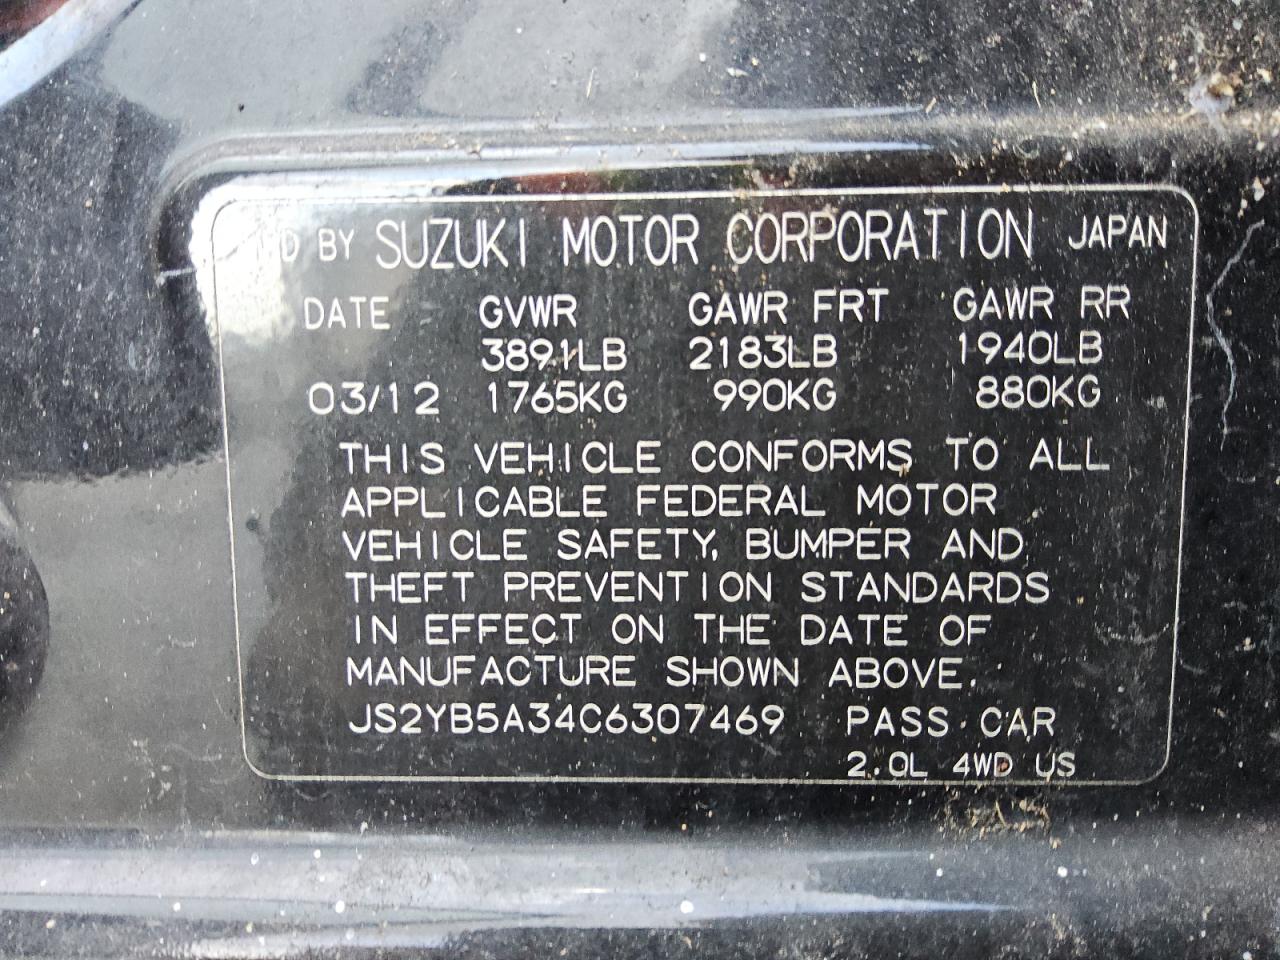 BY SUZUKI MOTOR CORPORATION JAPAN
DATE GVWR GAWR FRT GAWR RR
3891LB 2183LB 1940LB
03/12 1765KG 990KG 880KG
THIS VEHICLE CONFORMS TO ALL
APPLICABLE FEDERAL MOTOR
VEHICLE SAFETY, BUMPER AND
THEFT PREVENTION STANDARDS
IN EFFECT ON THE DATE OF
MANUFACTURE SHOWN ABOVE.
JS2YB5A34C6307469 PASS CAR
2.0L 4WD US